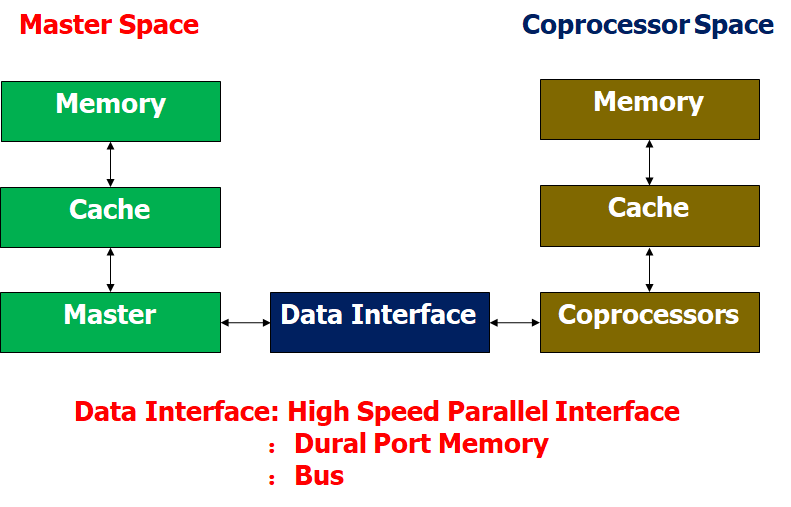 Master Space
Coprocessor Space
Memory
Memory
Cache
Cache
Master
Data Interface
Coprocessors
Data Interface: High Speed Parallel Interface
：Dural Port Memory
：Bus